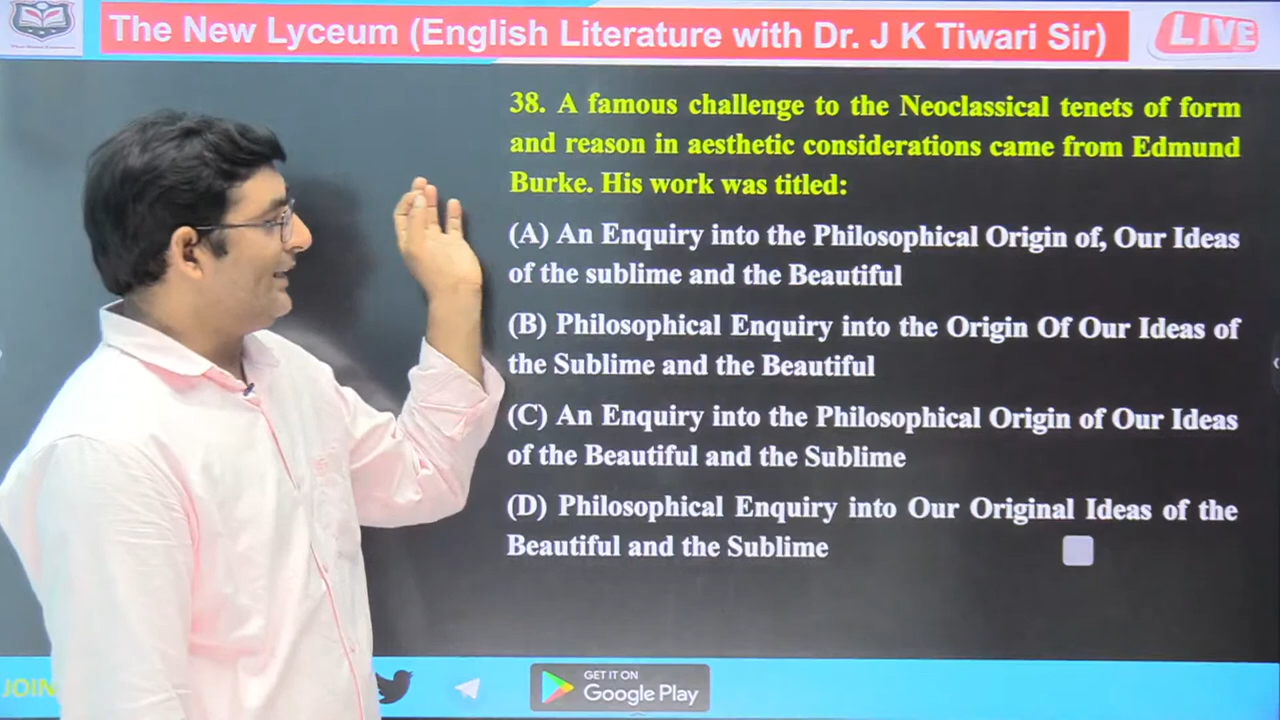 The New Lyceum (English Literature with Dr. J K Tiwari Sir)
LIVE
38. A famous challenge to the Neoclassical tenets of form
and reason in aesthetic considerations came from Edmund
Burke. His work was titled:
(A) An Enquiry into the Philosophical Origin of, Our Ideas
of the sublime and the Beautiful
(B) Philosophical Enquiry into the Origin Of Our Ideas of
the Sublime and the Beautiful
(C) An Enquiry into the Philosophical Origin of Our Ideas
of the Beautiful and the Sublime
(D) Philosophical Enquiry into Our Original Ideas of the
Beautiful and the Sublime
JOIN
GET IT ON
Google Play